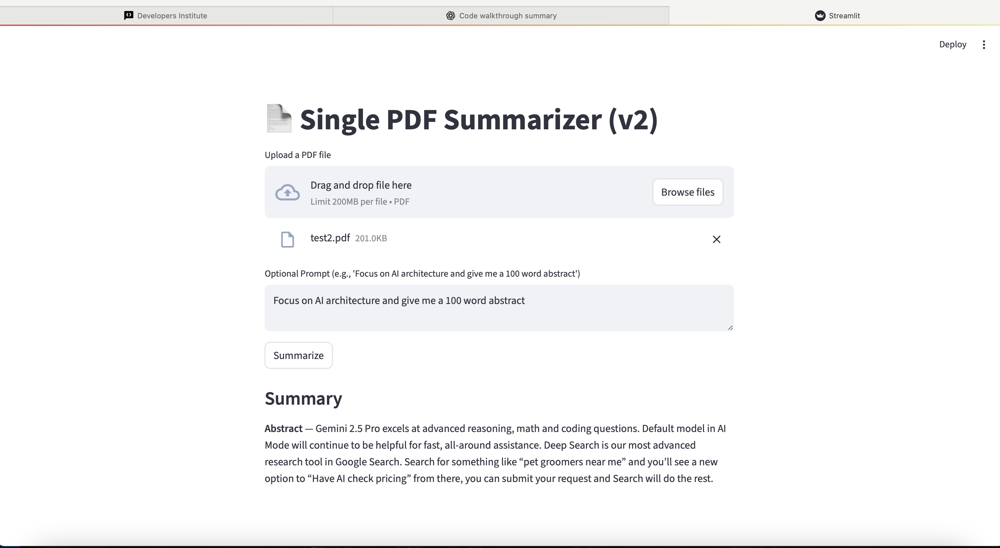 Developers Institute
Code walkthrough summary
Streamlit
Deploy
Single PDF Summarizer (v2)
Upload a PDF file
Drag and drop file here
Limit 200MB per file • PDF
Browse files
test2.pdf 201.0KB
Optional Prompt (e.g., 'Focus on AI architecture and give me a 100 word abstract')
Focus on AI architecture and give me a 100 word abstract
Summarize
Summary
Abstract — Gemini 2.5 Pro excels at advanced reasoning, math and coding questions. Default model in AI
Mode will continue to be helpful for fast, all-around assistance. Deep Search is our most advanced
research tool in Google Search. Search for something like “pet groomers near me” and you’ll see a new
option to “Have AI check pricing” from there, you can submit your request and Search will do the rest.